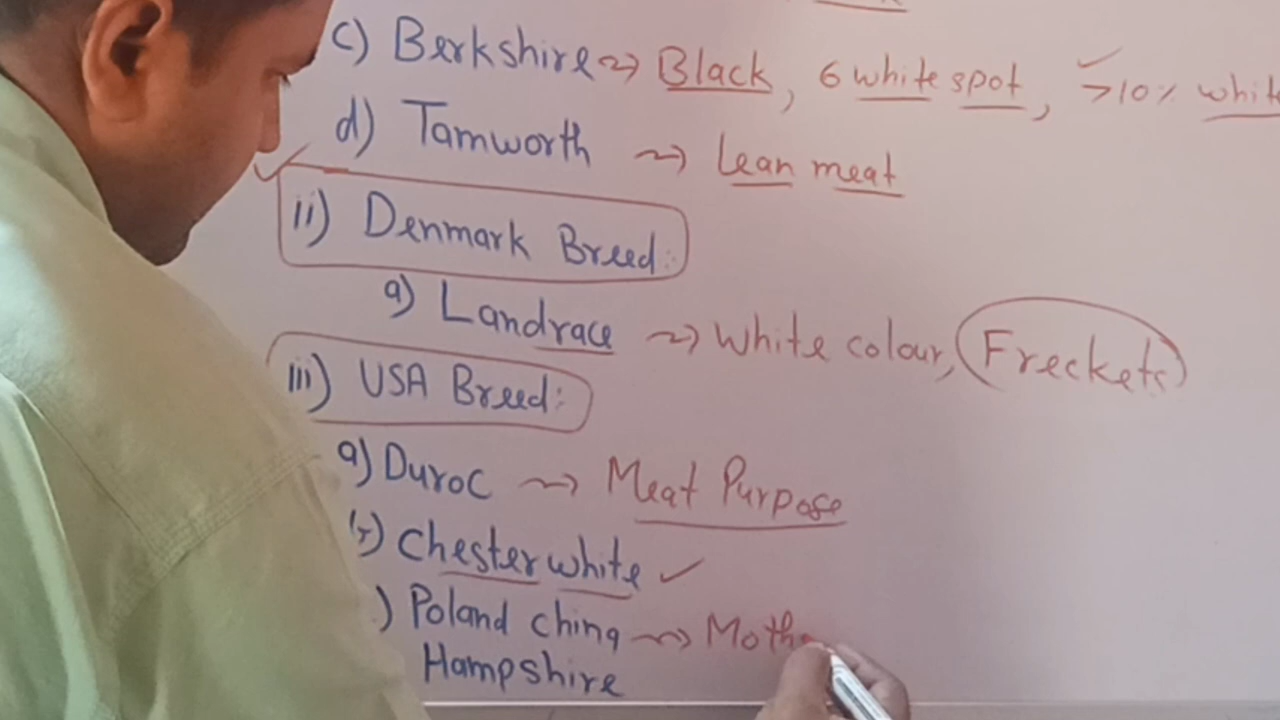 c) Berkshire ~> Black, 6 white spot, >10% white
d) Tamworth ~> Lean meat
ii) Denmark Breed:
a) Landrace ~> White colour, Freckets
iii) USA Breed:
a) Duroc ~> Meat Purpose
) Chester white ✓
) Poland china ~> Moth
Hampshire